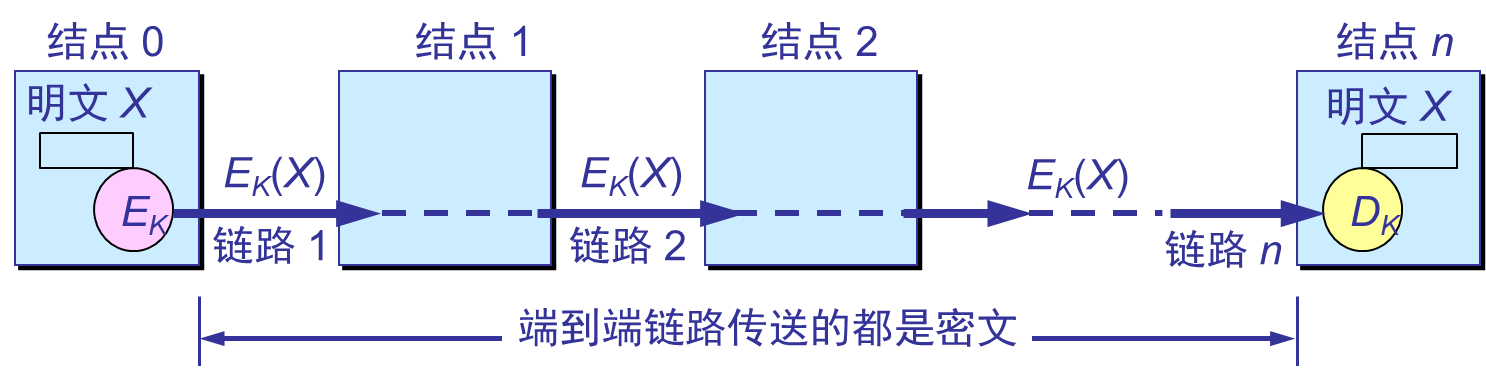 结点 0
结点 1
结点 2
结点 n
明文 X
明文 X
E_K(X)
E_K(X)
E_K(X)
E_K
D_K
链路 1
链路 2
链路 n
端到端链路传送的都是密文